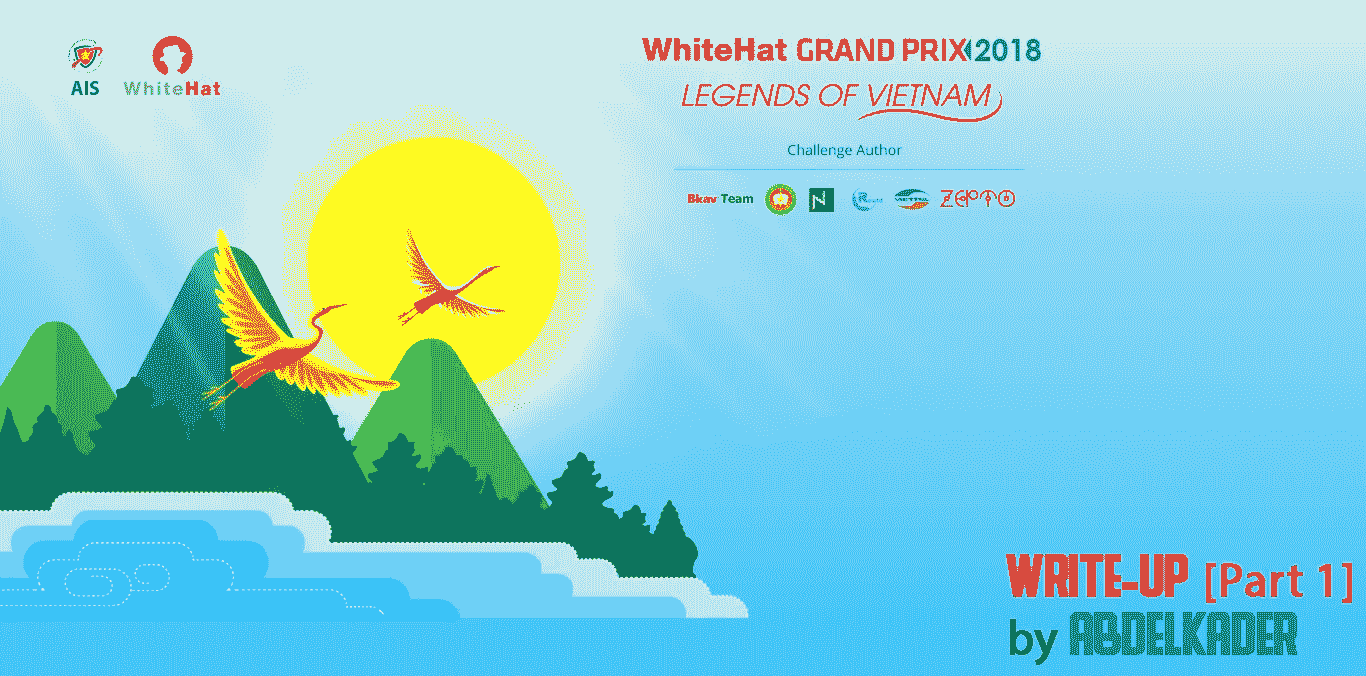 AIS
WhiteHat
WhiteHat GRAND PRIX 2018
LEGENDS OF VIETNAM
Challenge Author
Bkav Team
N
VIETTEL
ZEPTO
WRITE-UP [Part 1]
by ABDELKADER